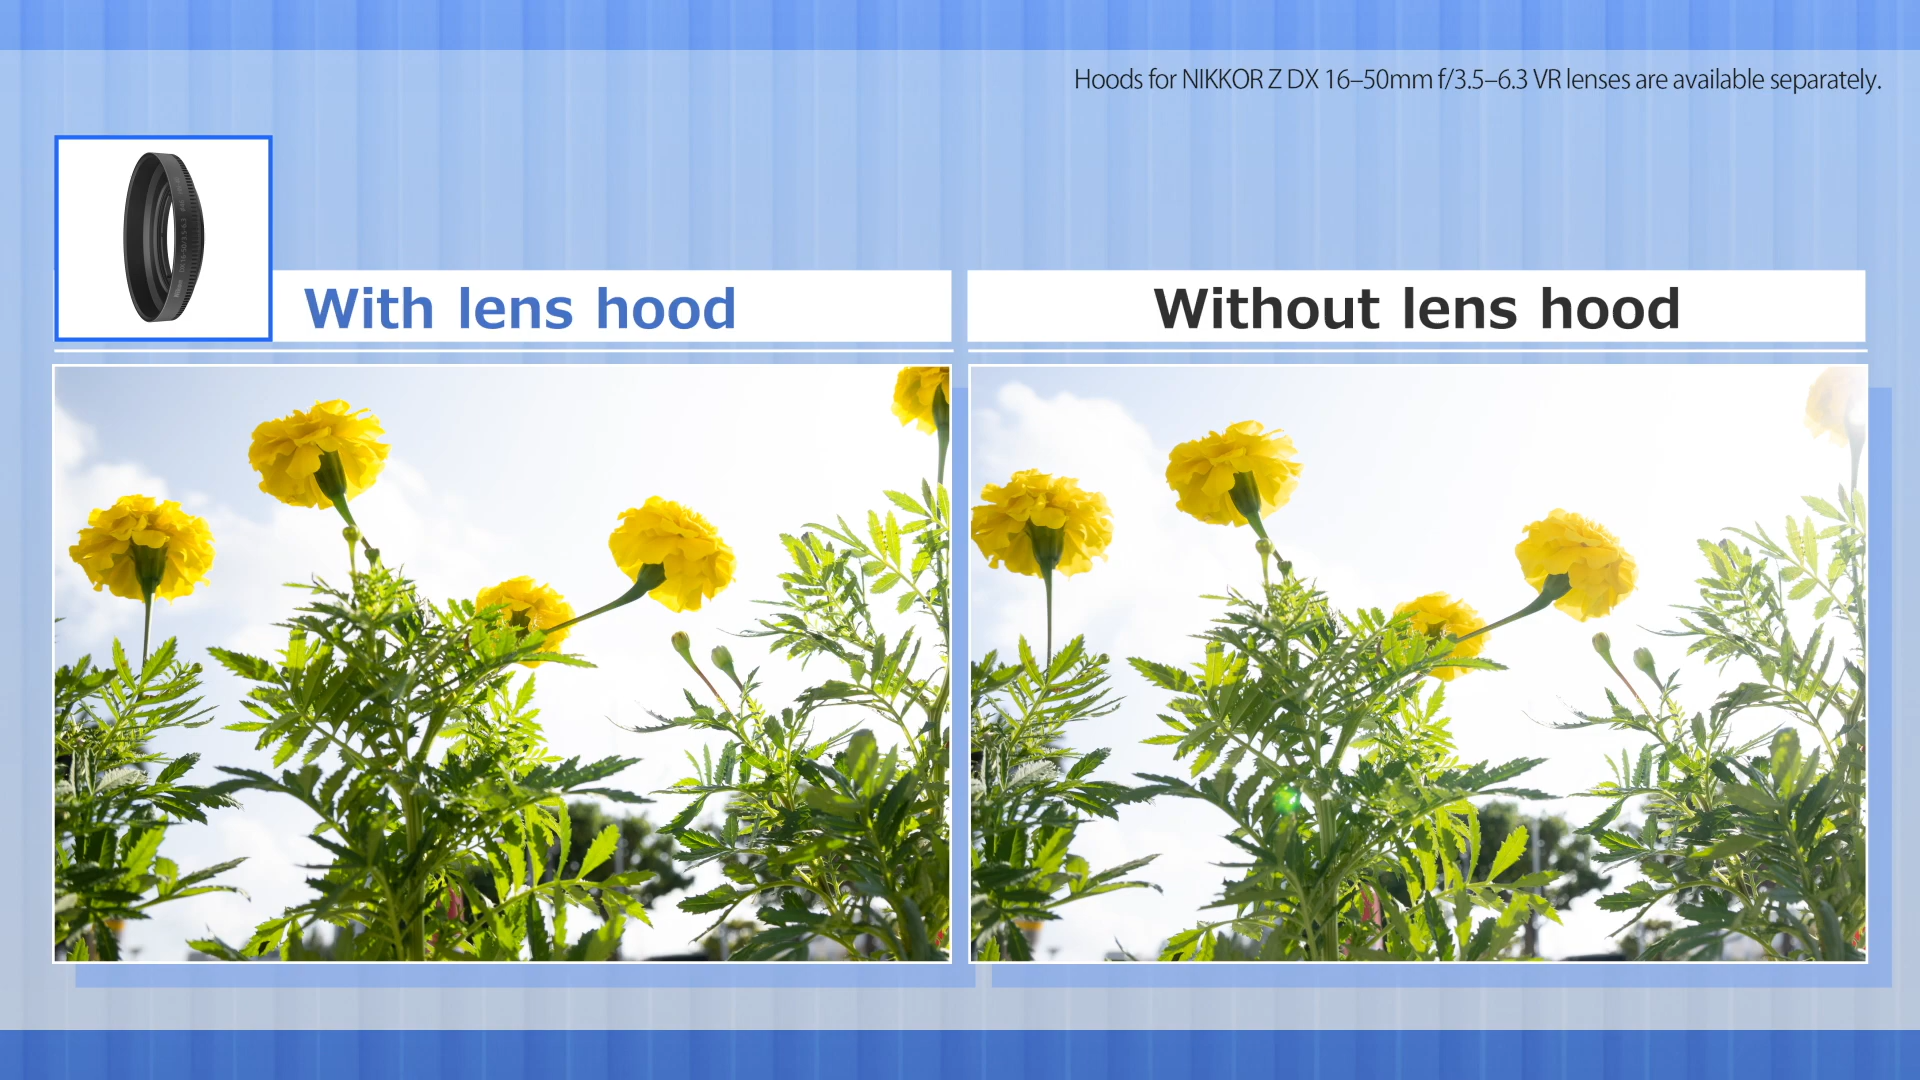 Hoods for NIKKOR Z DX 16–50mm f/3.5–6.3 VR lenses are available separately.
With lens hood
Without lens hood